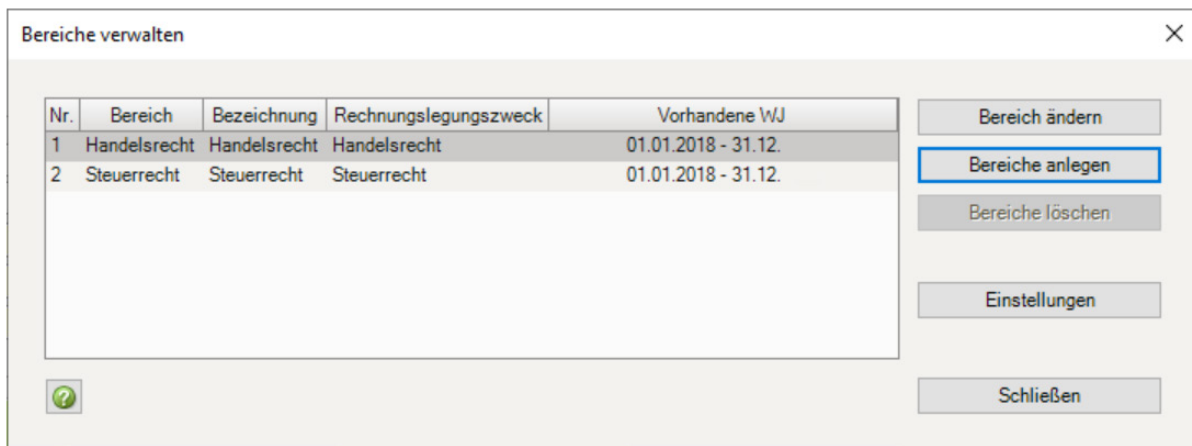 Bereiche verwalten
Nr. Bereich Bezeichnung Rechnungslegungszweck Vorhandene WJ
1 Handelsrecht Handelsrecht Handelsrecht 01.01.2018 - 31.12.
2 Steuerrecht Steuerrecht Steuerrecht 01.01.2018 - 31.12.
Bereich ändern
Bereiche anlegen
Bereiche löschen
Einstellungen
Schließen